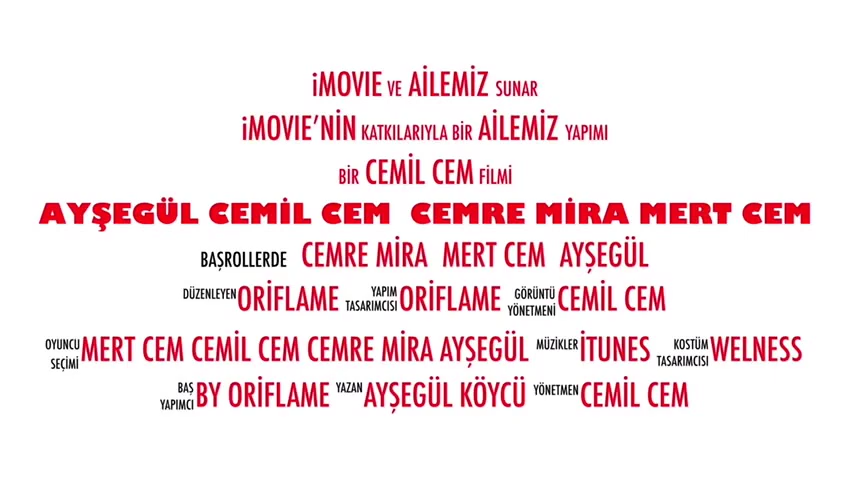 iMOVIE VE AİLEMİZ SUNAR
iMOVIE'NİN KATKILARIYLA BİR AİLEMİZ YAPIMI
BİR CEMİL CEM FİLMİ
AYŞEGÜL CEMİL CEM CEMRE MİRA MERT CEM
BAŞROLLERDE CEMRE MİRA MERT CEM AYŞEGÜL
DÜZENLEYEN ORİFLAME YAPIM TASARIMCISI ORİFLAME GÖRÜNTÜ YÖNETMENİ CEMİL CEM
OYUNCU SEÇİMİ MERT CEM CEMİL CEM CEMRE MİRA AYŞEGÜL MÜZİKLER İTUNES KOSTÜM TASARIMCISI WELNESS
BAŞ YAPIMCI BY ORİFLAME YAZAN AYŞEGÜL KÖYCÜ YÖNETMEN CEMİL CEM